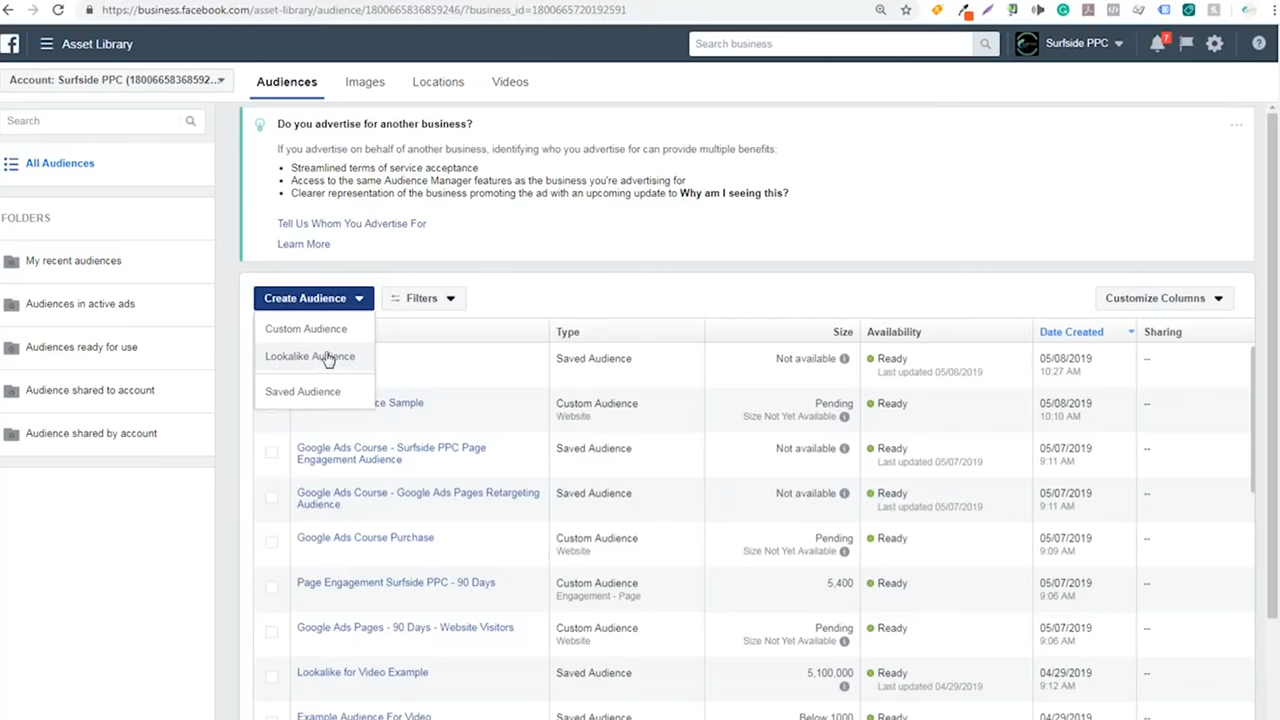 https://business.facebook.com/asset-library/audience/1800665836859246/?business_id=1800665720192591
Asset Library
Search business
Surfside PPC
7
Account: Surfside PPC (18006658368592...
Audiences
Images
Locations
Videos
Search
All Audiences
FOLDERS
My recent audiences
Audiences in active ads
Audiences ready for use
Audience shared to account
Audience shared by account
Do you advertise for another business?
If you advertise on behalf of another business, identifying who you advertise for can provide multiple benefits:
Streamlined terms of service acceptance
Access to the same Audience Manager features as the business you're advertising for
Clearer representation of the business promoting the ad with an upcoming update to Why am I seeing this?
Tell Us Whom You Advertise For
Learn More
Create Audience
Filters
Customize Columns
Custom Audience
Lookalike Audience
Saved Audience
Type
Size
Availability
Date Created
Sharing
Saved Audience
Not available
Ready
Last updated 05/08/2019
05/08/2019
10:27 AM
--
Sample
Custom Audience
Website
Pending
Size Not Yet Available
Ready
05/08/2019
10:10 AM
--
Google Ads Course - Surfside PPC Page
Engagement Audience
Saved Audience
Not available
Ready
Last updated 05/07/2019
05/07/2019
9:11 AM
--
Google Ads Course - Google Ads Pages Retargeting
Audience
Saved Audience
Not available
Ready
Last updated 05/07/2019
05/07/2019
9:11 AM
--
Google Ads Course Purchase
Custom Audience
Website
Pending
Size Not Yet Available
Ready
05/07/2019
9:09 AM
--
Page Engagement Surfside PPC - 90 Days
Custom Audience
Engagement - Page
5,400
Ready
05/07/2019
9:06 AM
--
Google Ads Pages - 90 Days - Website Visitors
Custom Audience
Website
Pending
Size Not Yet Available
Ready
05/07/2019
9:06 AM
--
Lookalike for Video Example
Saved Audience
5,100,000
Ready
Last updated 04/29/2019
04/29/2019
9:12 AM
--
Example Audience For Video
Saved Audience
Below 1000
Ready
04/29/2019
--